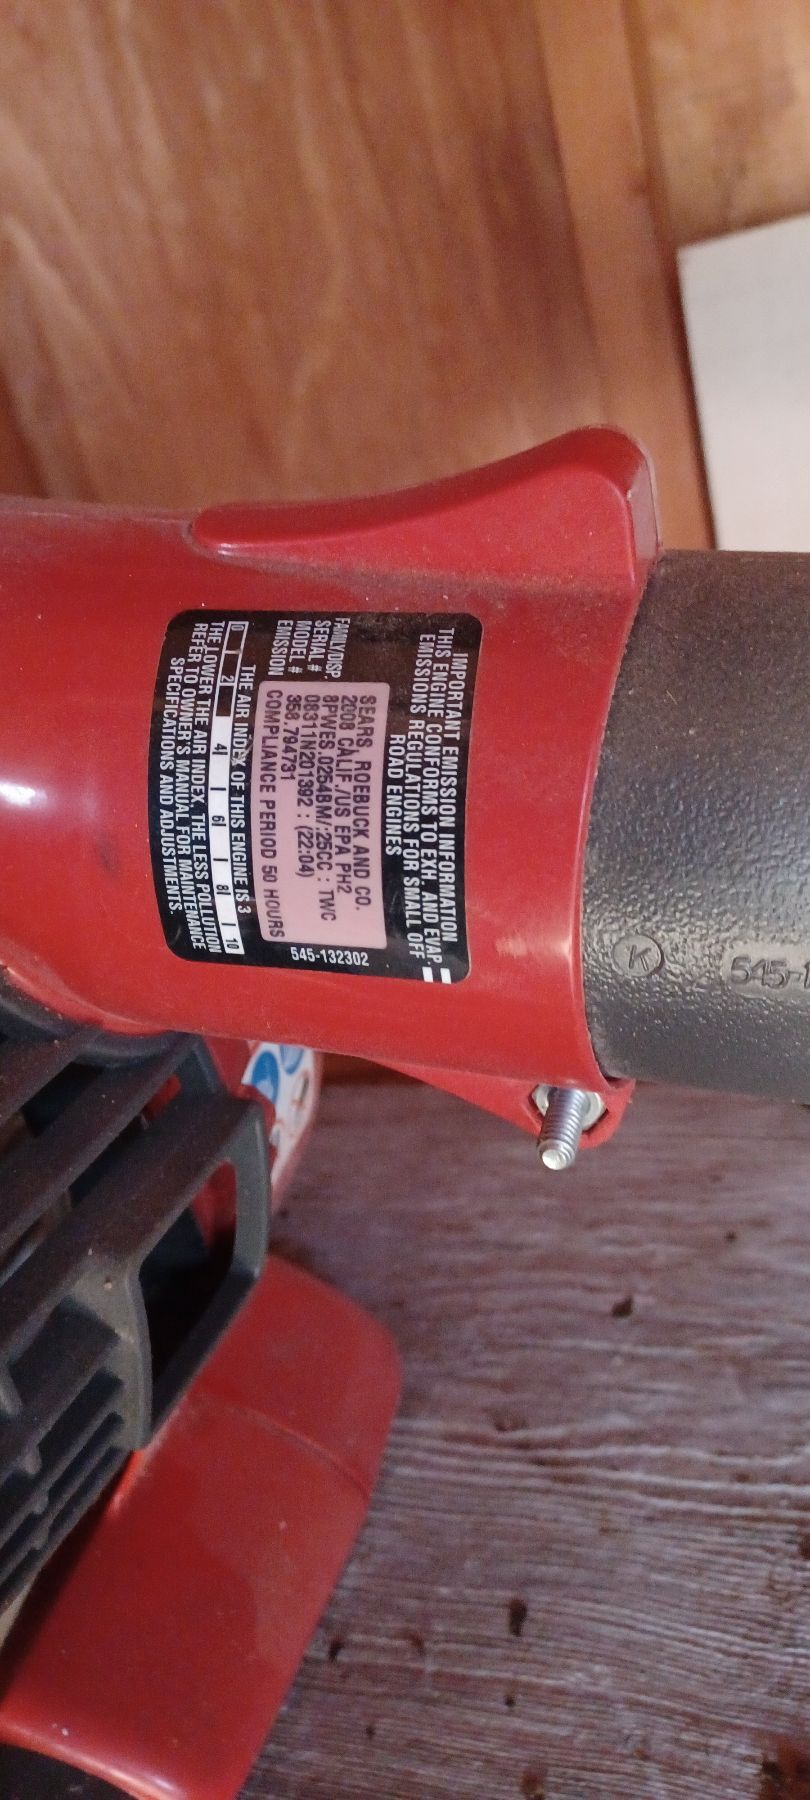 IMPORTANT EMISSION INFORMATION
THIS ENGINE CONFORMS TO EXH. AND EVAP.
EMISSIONS REGULATIONS FOR SMALL OFF
ROAD ENGINES
SEARS, ROEBUCK AND CO.
2008 CALIF./US EPA PH2
FAMILY/DISP. 8PWES.0254BM/:25CC : TWC
SERIAL # 08311N201392 : (22:04)
MODEL # 358.794731
EMISSION COMPLIANCE PERIOD 50 HOURS
545-132302
THE AIR INDEX OF THIS ENGINE IS 3
0 2 4 6 8 10
THE LOWER THE AIR INDEX, THE LESS POLLUTION
REFER TO OWNER'S MANUAL FOR MAINTENANCE
SPECIFICATIONS AND ADJUSTMENTS.
K
545-1